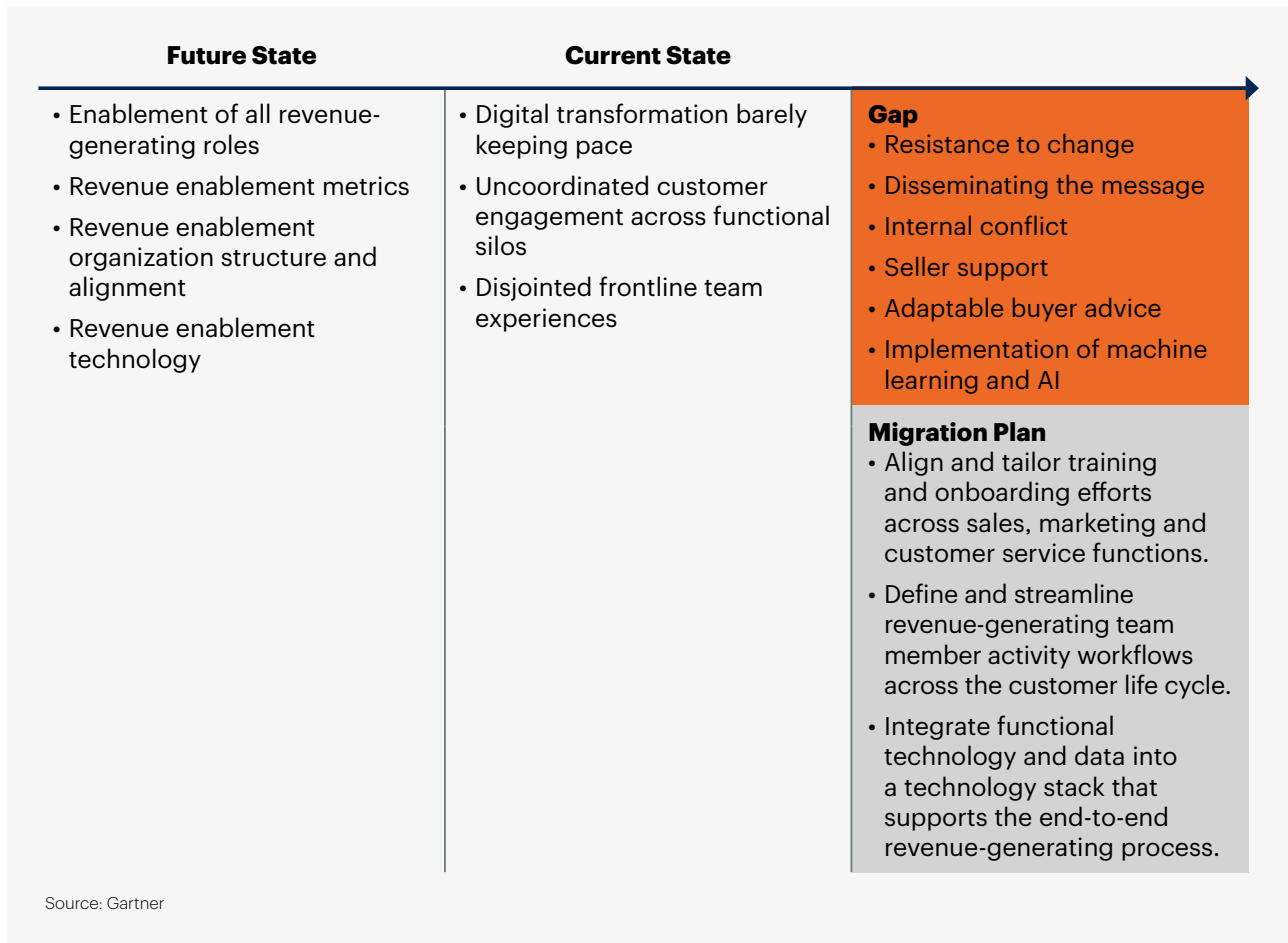 Future State
• Enablement of all revenue-
generating roles
• Revenue enablement metrics
• Revenue enablement
organization structure and
alignment
• Revenue enablement
technology
Current State
• Digital transformation barely
keeping pace
• Uncoordinated customer
engagement across functional
silos
• Disjointed frontline team
experiences
Gap
• Resistance to change
• Disseminating the message
• Internal conflict
• Seller support
• Adaptable buyer advice
• Implementation of machine
learning and AI
Migration Plan
• Align and tailor training
and onboarding efforts
across sales, marketing and
customer service functions.
• Define and streamline
revenue-generating team
member activity workflows
across the customer life cycle.
• Integrate functional
technology and data into
a technology stack that
supports the end-to-end
revenue-generating process.
Source: Gartner